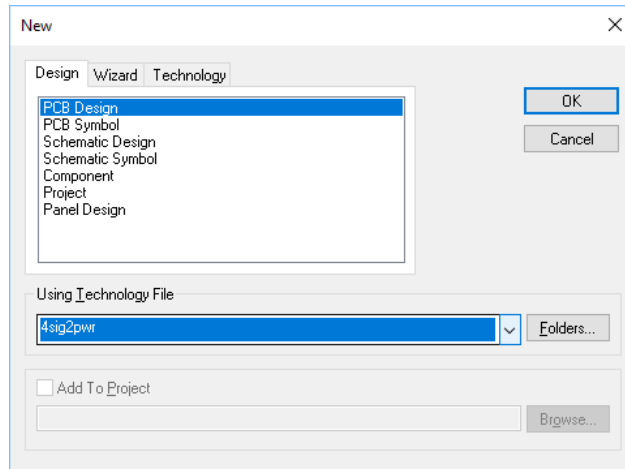 New
Design Wizard Technology
PCB Design
PCB Symbol
Schematic Design
Schematic Symbol
Component
Project
Panel Design
OK
Cancel
Using Technology File
4sig2pwr
Folders...
Add To Project
Browse...